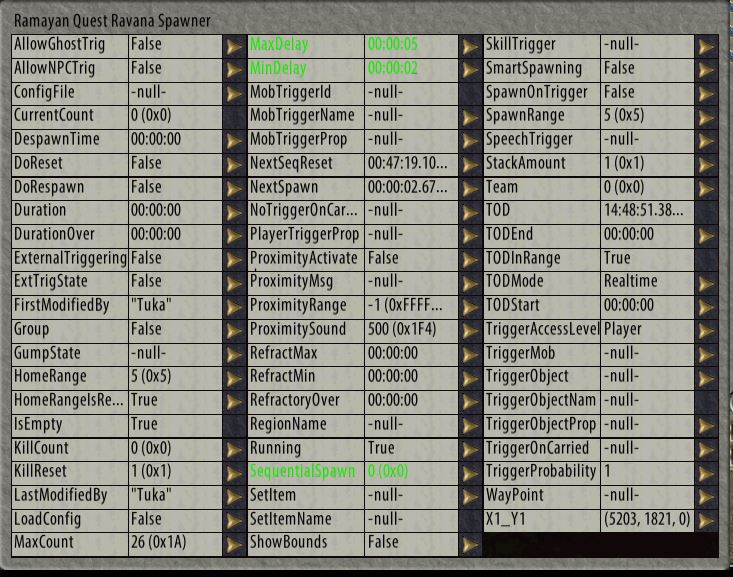 Ramayan Quest Ravana Spawner
AllowGhostTrig False
AllowNPCTrig False
ConfigFile -null-
CurrentCount 0 (0x0)
DespawnTime 00:00:00
DoReset False
DoRespawn False
Duration 00:00:00
DurationOver 00:00:00
ExternalTriggering False
ExtTrigState False
FirstModifiedBy "Tuka"
Group False
GumpState -null-
HomeRange 5 (0x5)
HomeRangeIsRe... True
IsEmpty True
KillCount 0 (0x0)
KillReset 1 (0x1)
LastModifiedBy "Tuka"
LoadConfig False
MaxCount 26 (0x1A)
MaxDelay 00:00:05
MinDelay 00:00:02
MobTriggerId -null-
MobTriggerName -null-
MobTriggerProp -null-
NextSeqReset 00:47:19.10...
NextSpawn 00:00:02.67...
NoTriggerOnCar... -null-
PlayerTriggerProp -null-
ProximityActivate False
ProximityMsg -null-
ProximityRange -1 (0xFFFF...
ProximitySound 500 (0x1F4)
RefractMax 00:00:00
RefractMin 00:00:00
RefractoryOver 00:00:00
RegionName -null-
Running True
SequentialSpawn 0 (0x0)
SetItem -null-
SetItemName -null-
ShowBounds False
SkillTrigger -null-
SmartSpawning False
SpawnOnTrigger False
SpawnRange 5 (0x5)
SpeechTrigger -null-
StackAmount 1 (0x1)
Team 0 (0x0)
TOD 14:48:51.38...
TODEnd 00:00:00
TODInRange True
TODMode Realtime
TODStart 00:00:00
TriggerAccessLevel Player
TriggerMob -null-
TriggerObject -null-
TriggerObjectNam -null-
TriggerObjectProp -null-
TriggerOnCarried -null-
TriggerProbability 1
WayPoint -null-
X1_Y1 (5203, 1821, 0)